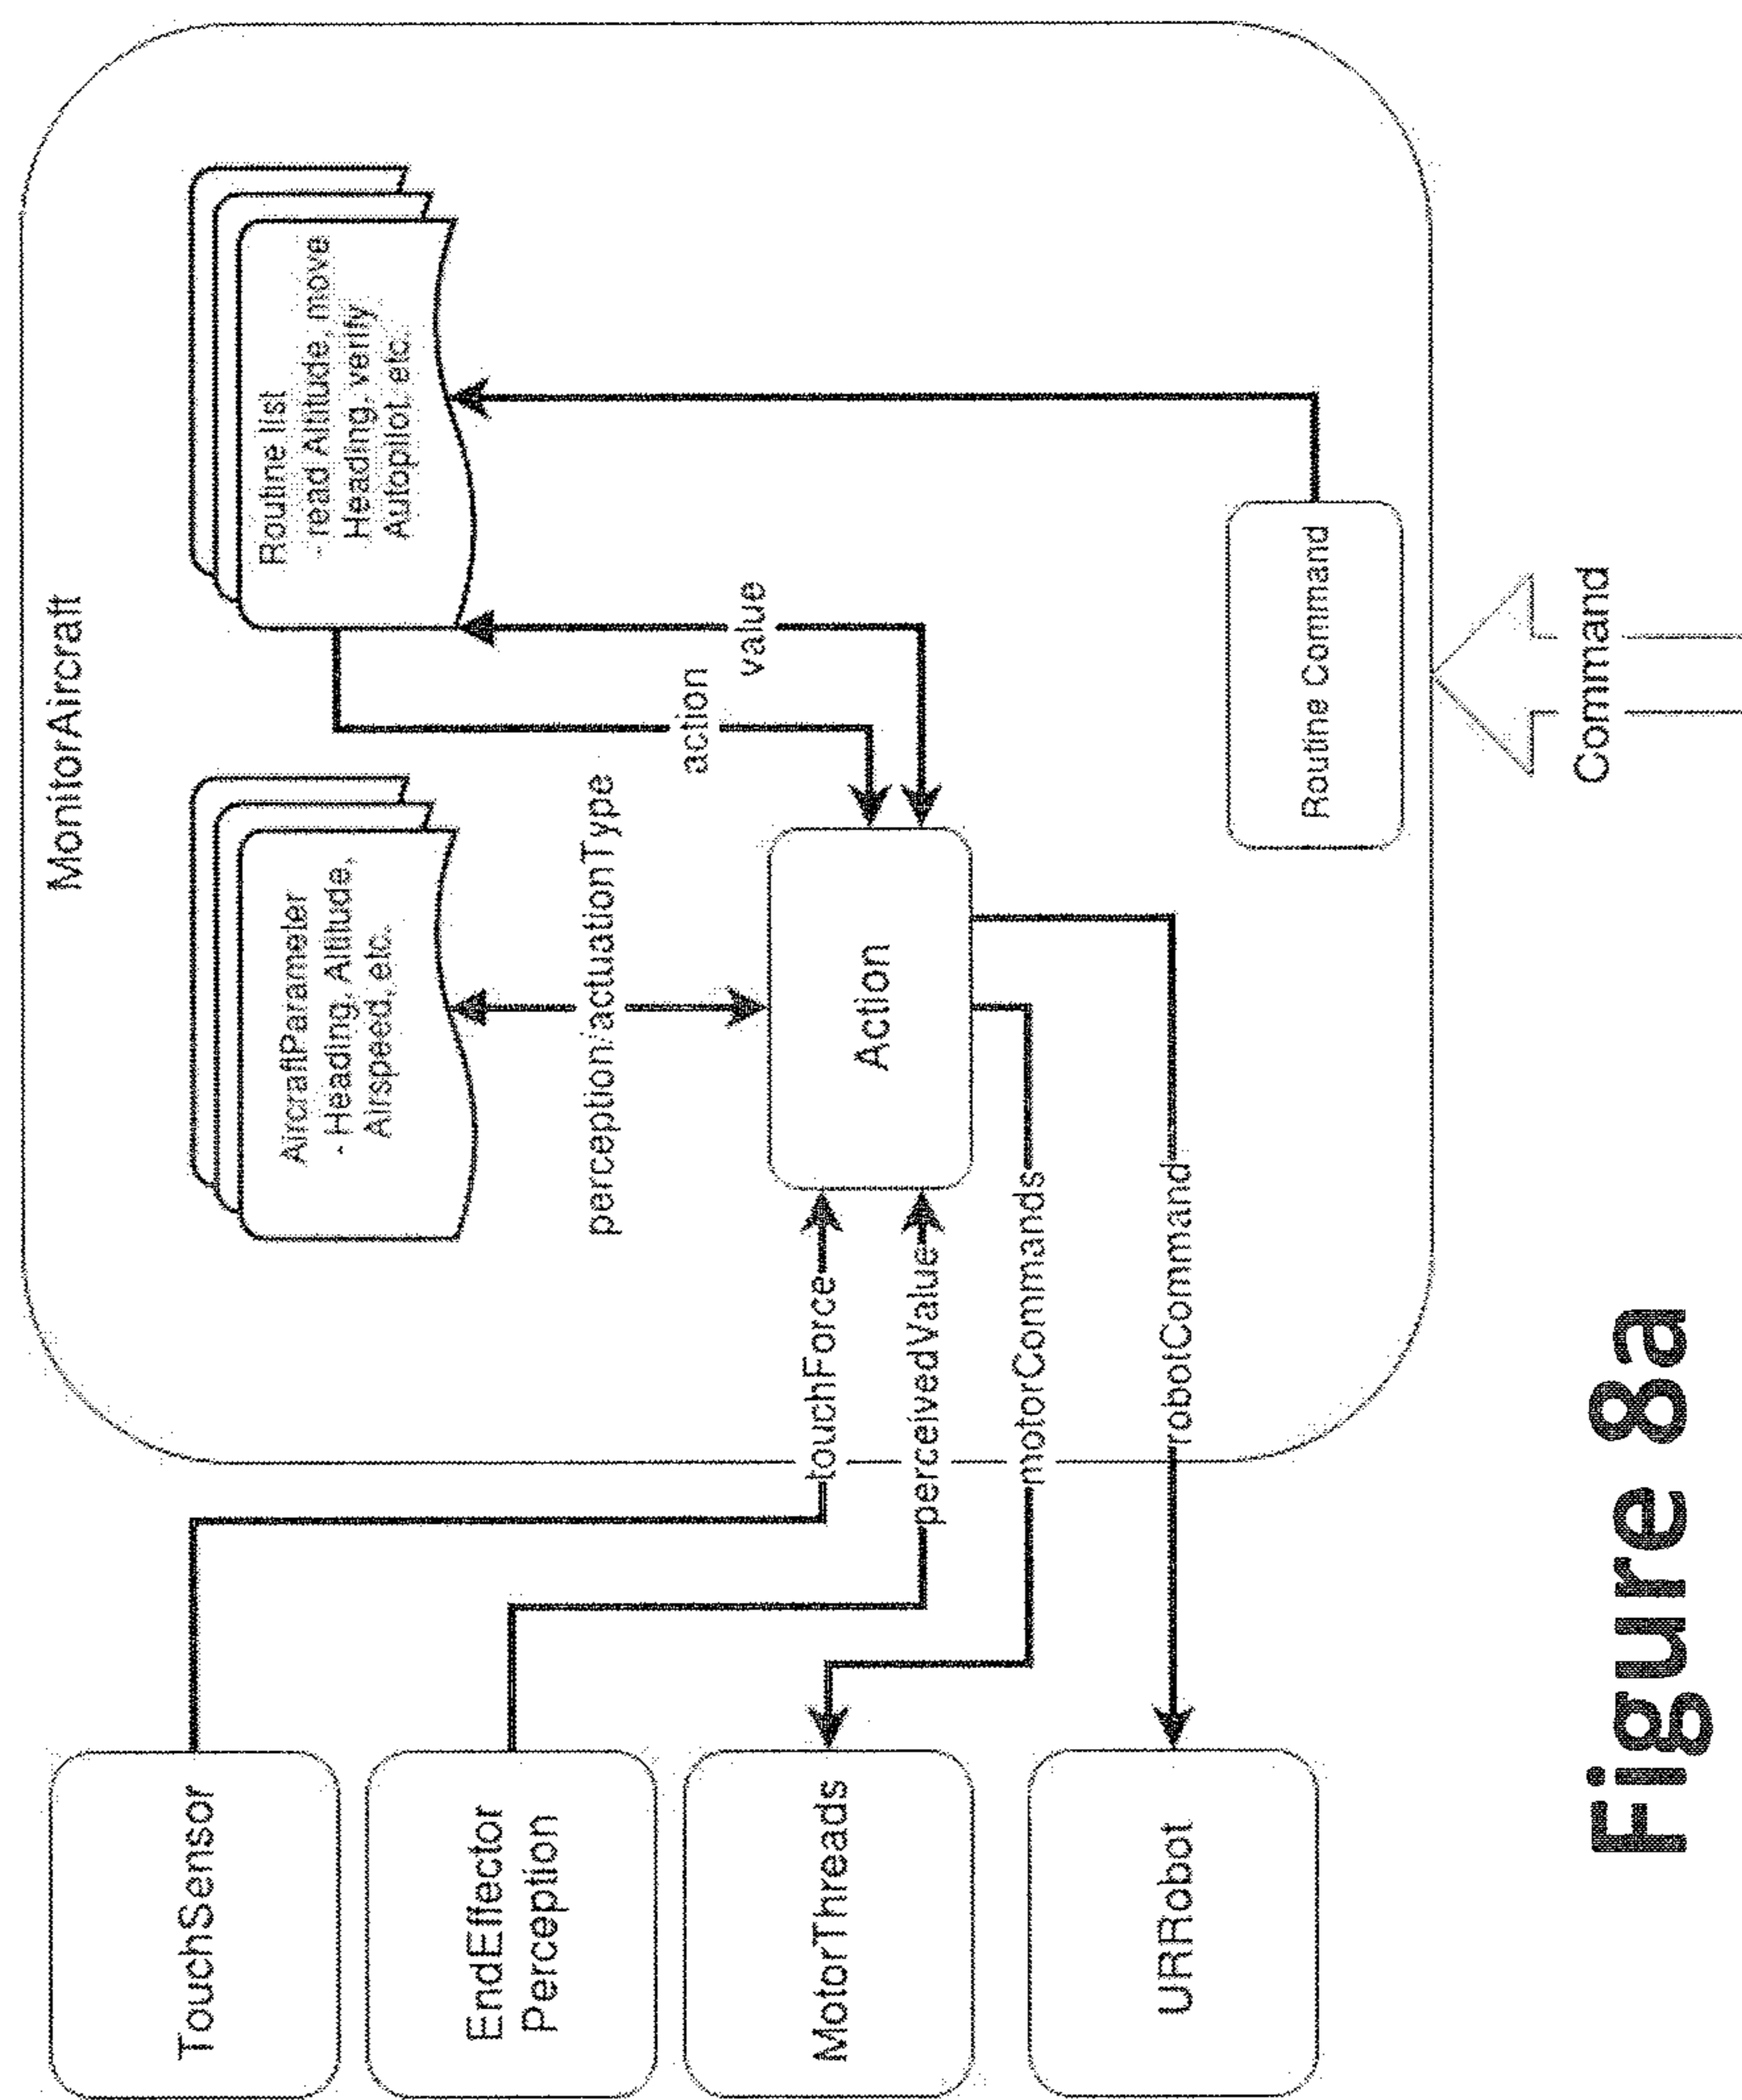 MonitorAircraft
TouchSensor
EndEffector
Perception
MotorThreads
URRobot
AircraftParameter
- Heading, Altitude,
Airspeed, etc.
Routine list
- read Altitude, move
Heading, verify
Autopilot, etc.
perception/actuationType
action
value
Action
touchForce
perceivedValue
motorCommands
robotCommand
Routine Command
Command
Figure 8a